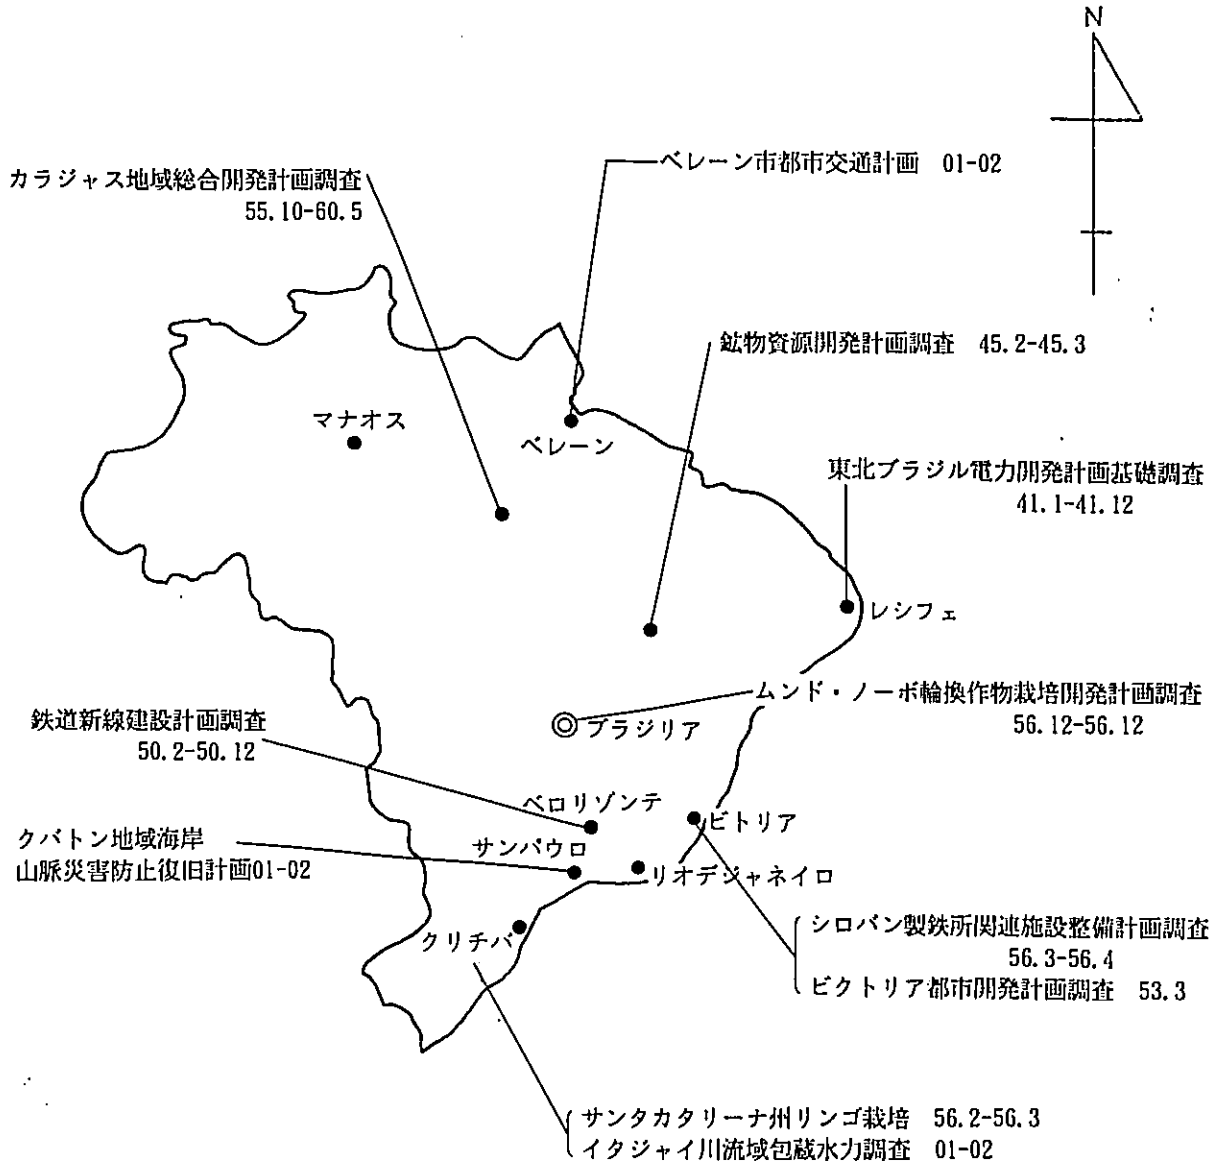 N
ベレーン市都市交通計画 01-02
カラジャス地域総合開発計画調査
55.10-60.5
鉱物資源開発計画調査 45.2-45.3
マナオス
ベレーン
東北ブラジル電力開発計画基礎調査
41.1-41.12
レシフェ
ムンド・ノーボ輪換作物栽培開発計画調査
56.12-56.12
鉄道新線建設計画調査
50.2-50.12
ブラジリア
ベロリゾンテ
ビトリア
クバトン地域海岸
山脈災害防止復旧計画01-02
サンパウロ
リオデジャネイロ
クリチバ
シロバン製鉄所関連施設整備計画調査
56.3-56.4
ビクトリア都市開発計画調査 53.3
サンタカタリーナ州リンゴ栽培 56.2-56.3
イタジャイ川流域包蔵水力調査 01-02